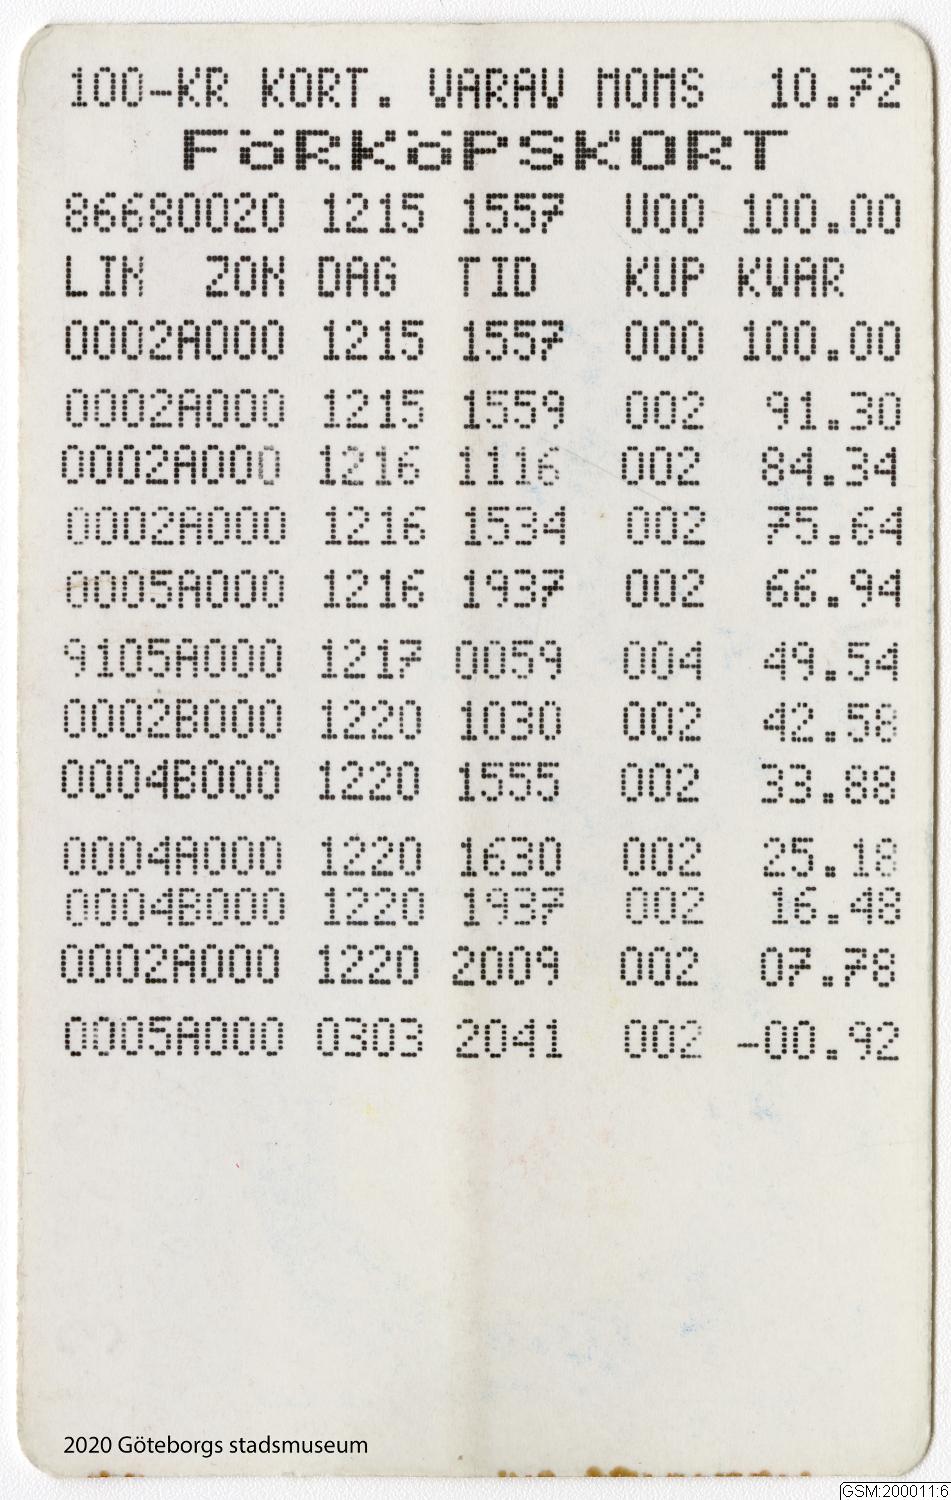 100-KR KORT. VARAV MOMS 10.72
FÖRKÖPSKORT
86680020 1215 1557 U00 100.00
LIN ZON DAG TID KUP KVAR
0002A000 1215 1557 000 100.00
0002A000 1215 1559 002 91.30
0002A000 1216 1116 002 84.34
0002A000 1216 1534 002 75.64
0005A000 1216 1937 002 66.94
9105A000 1217 0059 004 49.54
0002B000 1220 1030 002 42.58
0004B000 1220 1555 002 33.88
0004A000 1220 1630 002 25.18
0004B000 1220 1937 002 16.48
0002A000 1220 2009 002 07.78
0005A000 0303 2041 002 -00.92
2020 Göteborgs stadsmuseum
GSM:200011:6